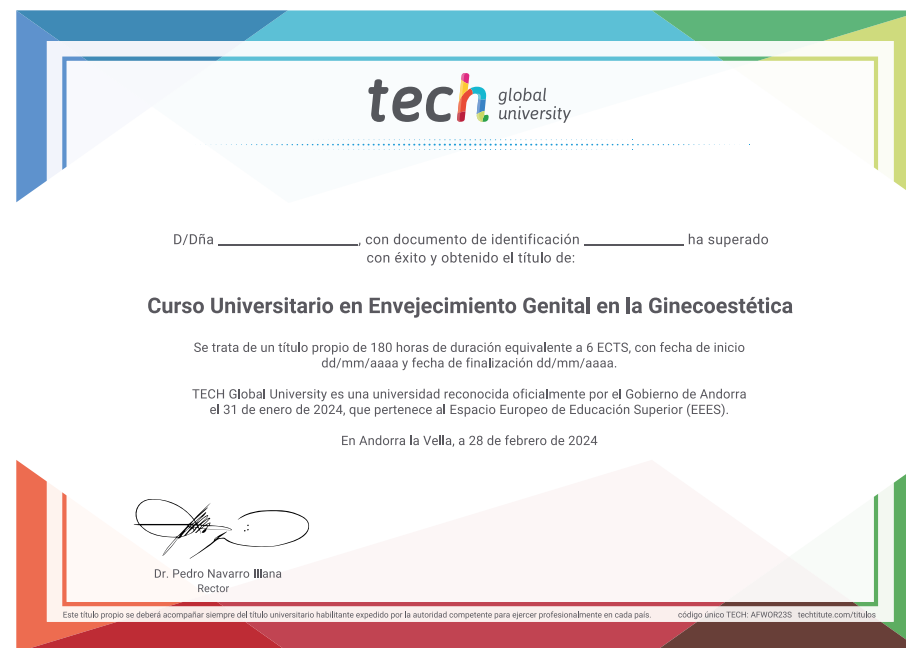 tech global university
D/Dña ______________, con documento de identificación __________ ha superado
con éxito y obtenido el título de:
Curso Universitario en Envejecimiento Genital en la Ginecoestética
Se trata de un título propio de 180 horas de duración equivalente a 6 ECTS, con fecha de inicio
dd/mm/aaaa y fecha de finalización dd/mm/aaaa.
TECH Global University es una universidad reconocida oficialmente por el Gobierno de Andorra
el 31 de enero de 2024, que pertenece al Espacio Europeo de Educación Superior (EEES).
En Andorra la Vella, a 28 de febrero de 2024
Dr. Pedro Navarro Illana
Rector
Este título propio se deberá acompañar siempre del título universitario habilitante expedido por la autoridad competente para ejercer profesionalmente en cada país. código único TECH: AFWOR23S techtitute.com/titulos